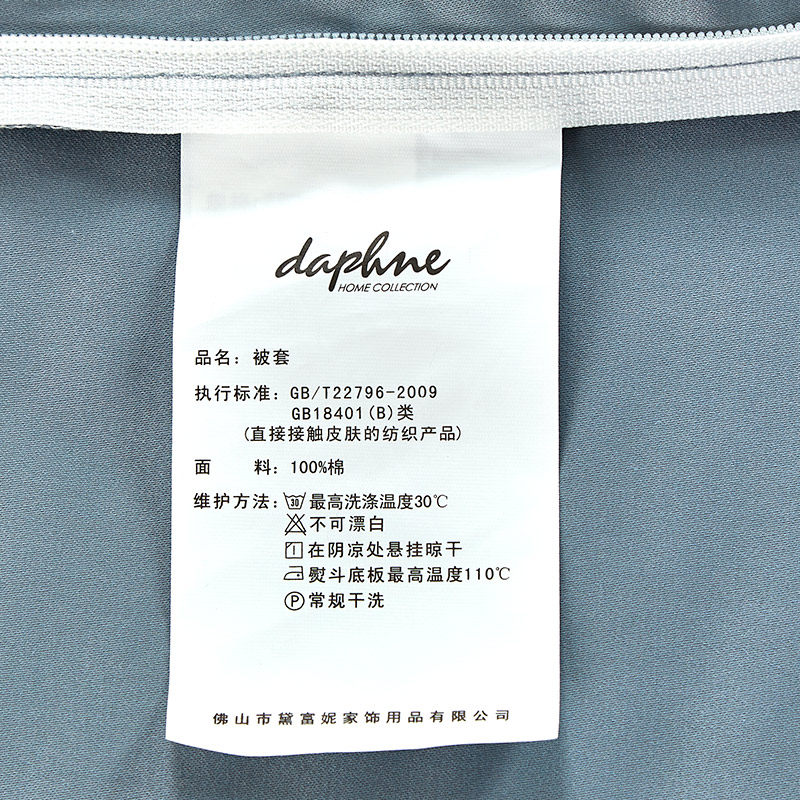 daphne
HOME COLLECTION
品名：被套
执行标准：GB/T22796-2009
GB18401(B)类
(直接接触皮肤的纺织产品)
面 料：100%棉
维护方法：30 最高洗涤温度30℃
不可漂白
在阴凉处悬挂晾干
熨斗底板最高温度110℃
P 常规干洗
佛山市黛富妮家饰用品有限公司